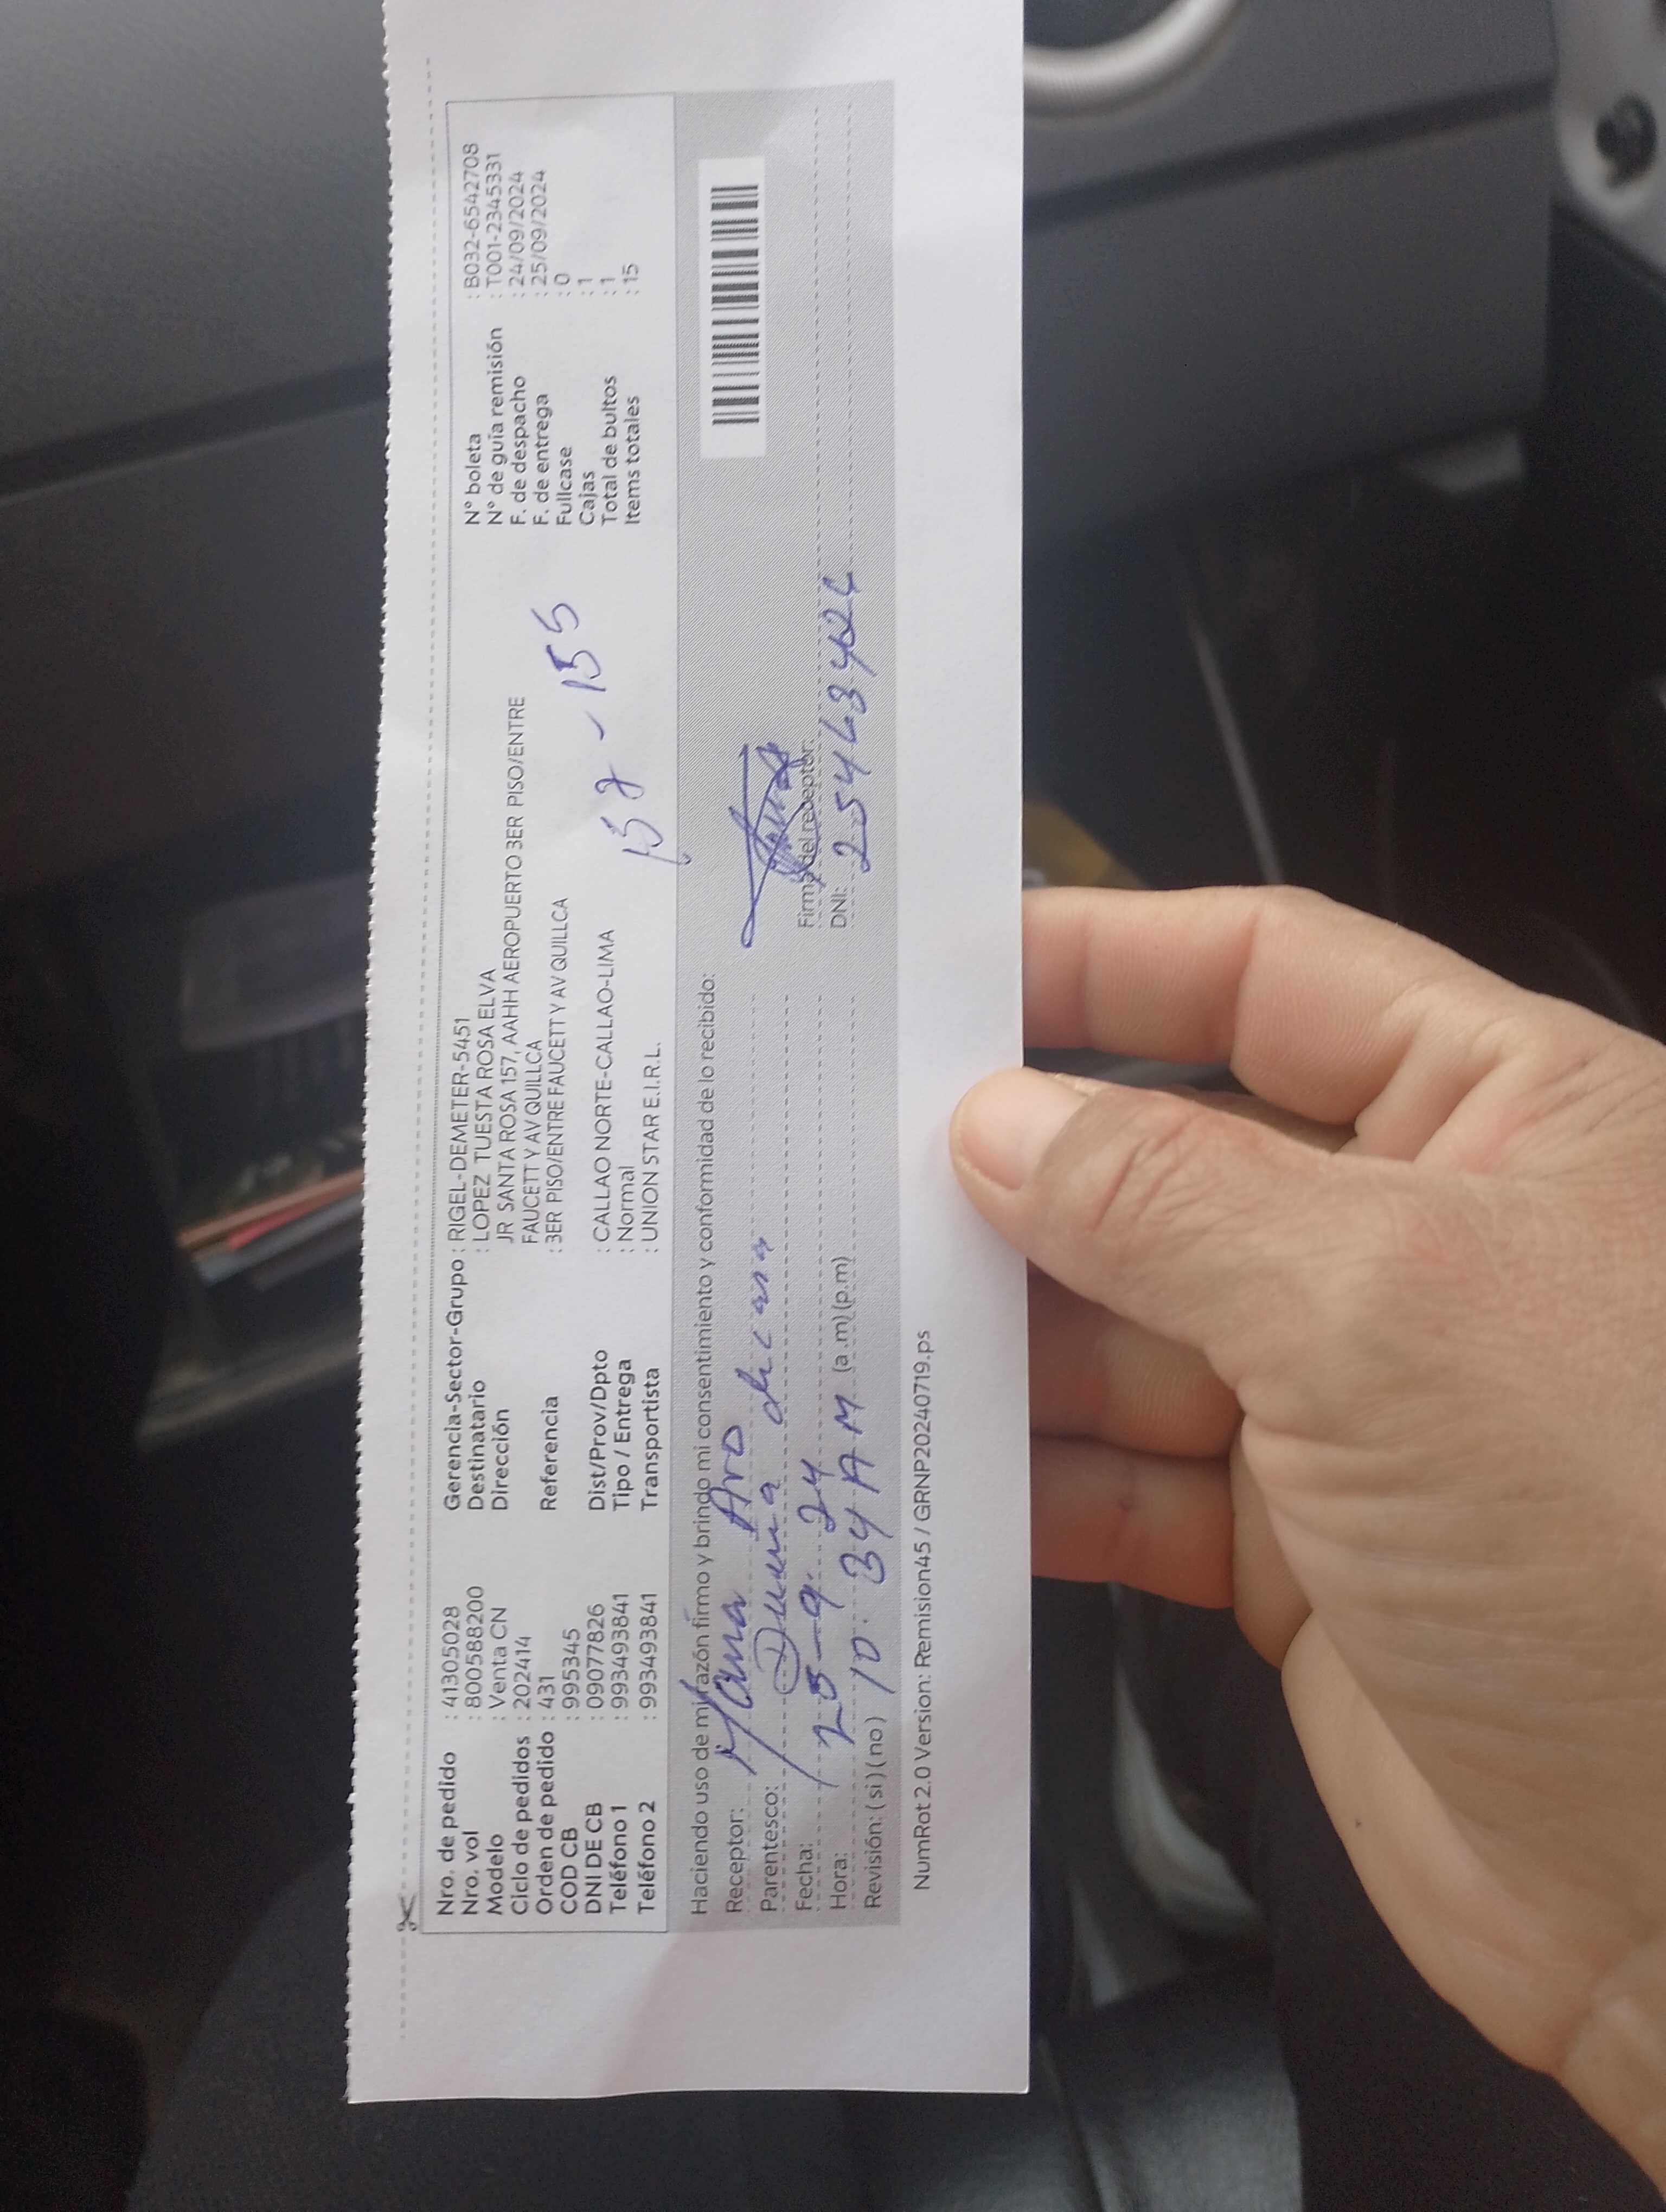 Nro. de pedido : 41305028
Nro. vol : 800588200
Modelo : Venta CN
Ciclo de pedidos : 202414
Orden de pedido : 431
COD CB : 995345
DNI DE CB : 09077826
Teléfono 1 : 993493841
Teléfono 2 : 993493841
Gerencia-Sector-Grupo : RIGEL-DEMETER-5451
Destinatario : LOPEZ TUESTA ROSA ELVA
Dirección JR SANTA ROSA 157, AAHH AEROPUERTO 3ER PISO/ENTRE
FAUCETT Y AV QUILLCA
Referencia : 3ER PISO/ENTRE FAUCETT Y AV QUILLCA
Dist/Prov/Dpto : CALLAO NORTE-CALLAO-LIMA
Tipo / Entrega : Normal
Transportista : UNION STAR E.I.R.L.
N° boleta : B032-6542708
N° de guía remisión : T001-2345331
F. de despacho : 24/09/2024
F. de entrega : 25/09/2024
Fullcase : 0
Cajas : 1
Total de bultos : 1
Items totales : 15
155
Haciendo uso de mi razón firmo y brindo mi consentimiento y conformidad de lo recibido:
Receptor:
Parentesco:
Fecha: 25-9-24
Hora: 10:34 AM (a.m) (p.m)
Revisión: (si) (no)
Firma del receptor:
DNI:
NumRot 2.0 Version: Remision45 / GRNP20240719.ps